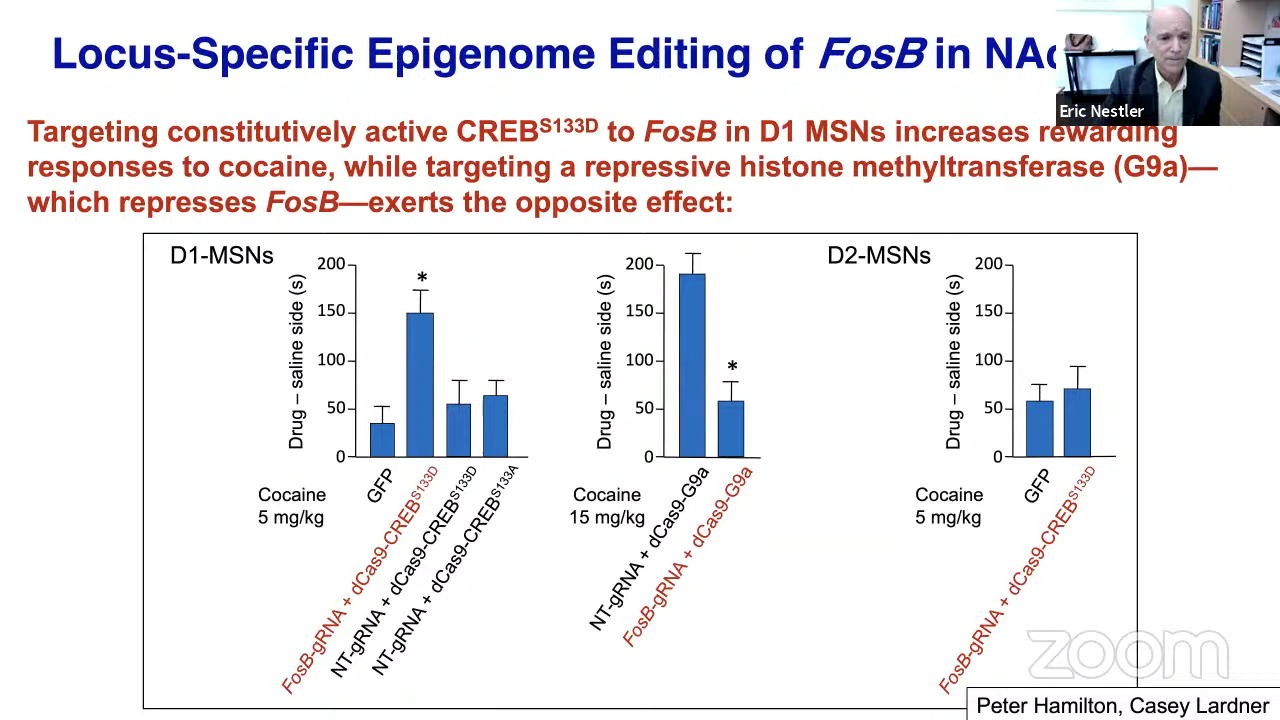 Locus-Specific Epigenome Editing of FosB in NAc
Eric Nestler
Targeting constitutively active CREBS133D to FosB in D1 MSNs increases rewarding
responses to cocaine, while targeting a repressive histone methyltransferase (G9a)—
which represses FosB—exerts the opposite effect:
D1-MSNs
Drug – saline side (s)
200
150
100
50
0
*
Cocaine
5 mg/kg
GFP
FosB-gRNA + dCas9-CREBS133D
NT-gRNA + dCas9-CREBS133D
NT-gRNA + dCas9-CREBS133A
Drug – saline side (s)
200
150
100
50
0
*
Cocaine
15 mg/kg
NT-gRNA + dCas9-G9a
FosB-gRNA + dCas9-G9a
D2-MSNs
Drug – saline side (s)
200
150
100
50
0
Cocaine
5 mg/kg
GFP
FosB-gRNA + dCas9-CREBS133D
zoom
Peter Hamilton, Casey Lardner